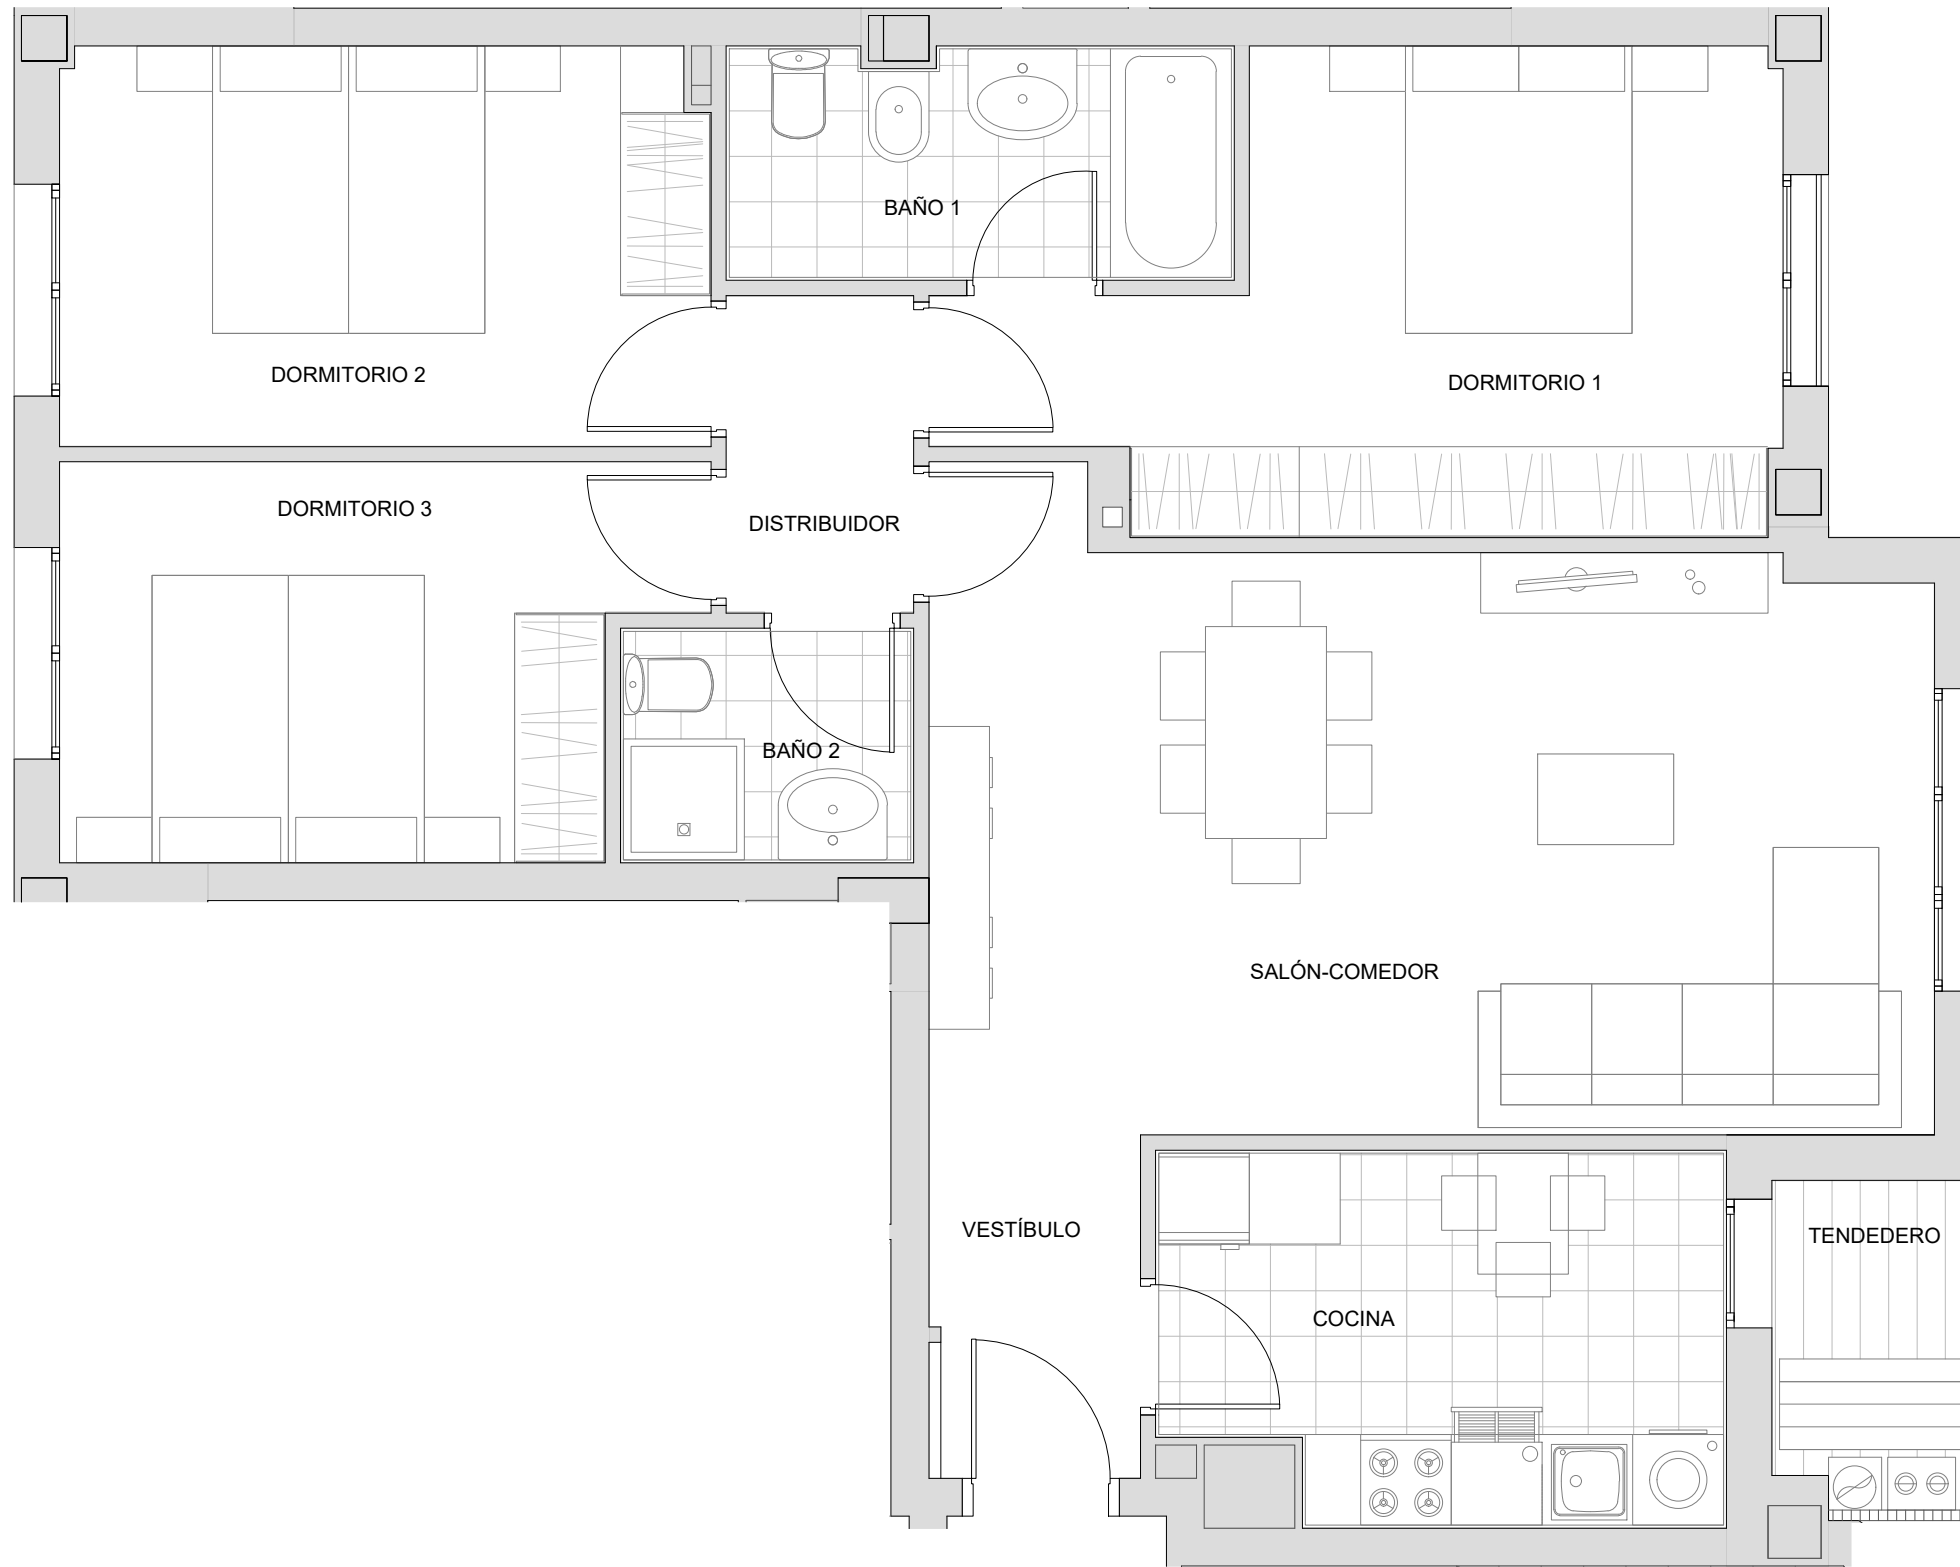 BAÑO 1
DORMITORIO 2
DORMITORIO 1
DORMITORIO 3
DISTRIBUIDOR
BAÑO 2
SALÓN-COMEDOR
VESTÍBULO
TENDEDERO
COCINA